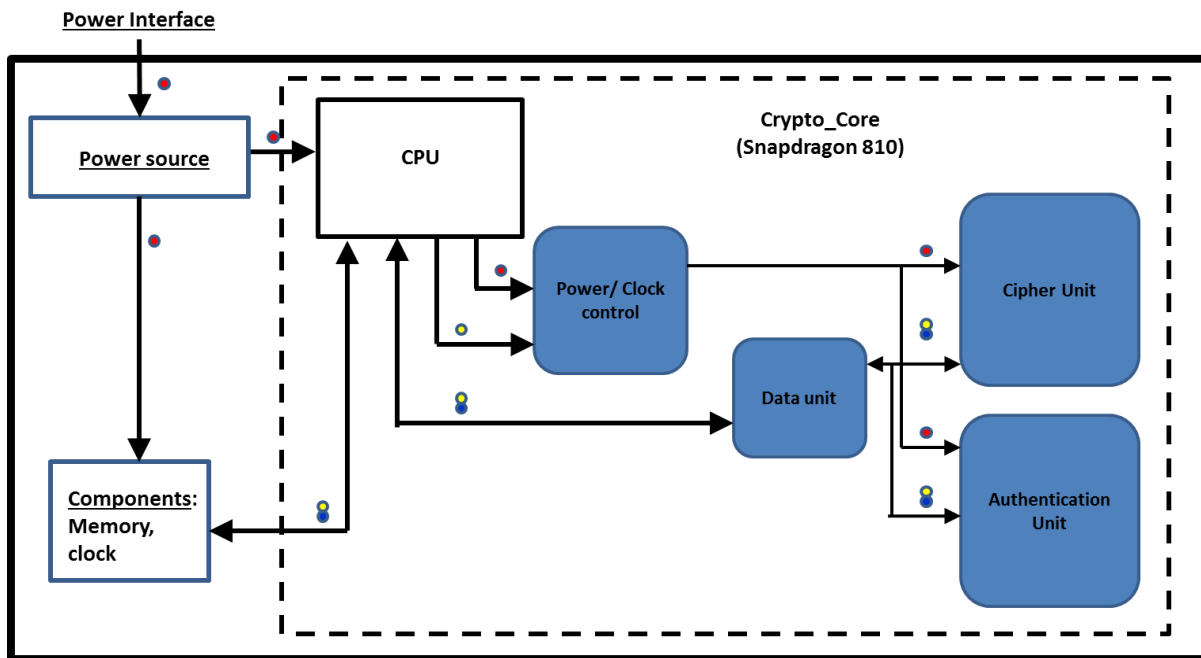 Power Interface
Power source
CPU
Crypto_Core
(Snapdragon 810)
Power/ Clock
control
Cipher Unit
Data unit
Components:
Memory,
clock
Authentication
Unit